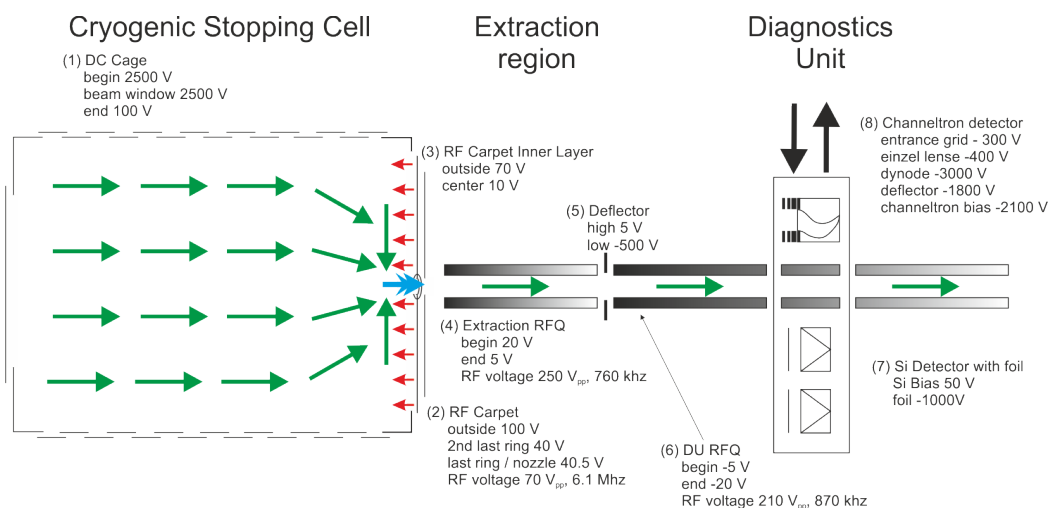 Cryogenic Stopping Cell
Extraction
region
Diagnostics
Unit
(1) DC Cage
begin 2500 V
beam window 2500 V
end 100 V
(3) RF Carpet Inner Layer
outside 70 V
center 10 V
(5) Deflector
high 5 V
low -500 V
(8) Channeltron detector
entrance grid - 300 V
einzel lense -400 V
dynode -3000 V
deflector -1800 V
channeltron bias -2100 V
(4) Extraction RFQ
begin 20 V
end 5 V
RF voltage 250 Vpp, 760 khz
(2) RF Carpet
outside 100 V
2nd last ring 40 V
last ring / nozzle 40.5 V
RF voltage 70 Vpp, 6.1 Mhz
(6) DU RFQ
begin -5 V
end -20 V
RF voltage 210 Vpp, 870 khz
(7) Si Detector with foil
Si Bias 50 V
foil -1000V